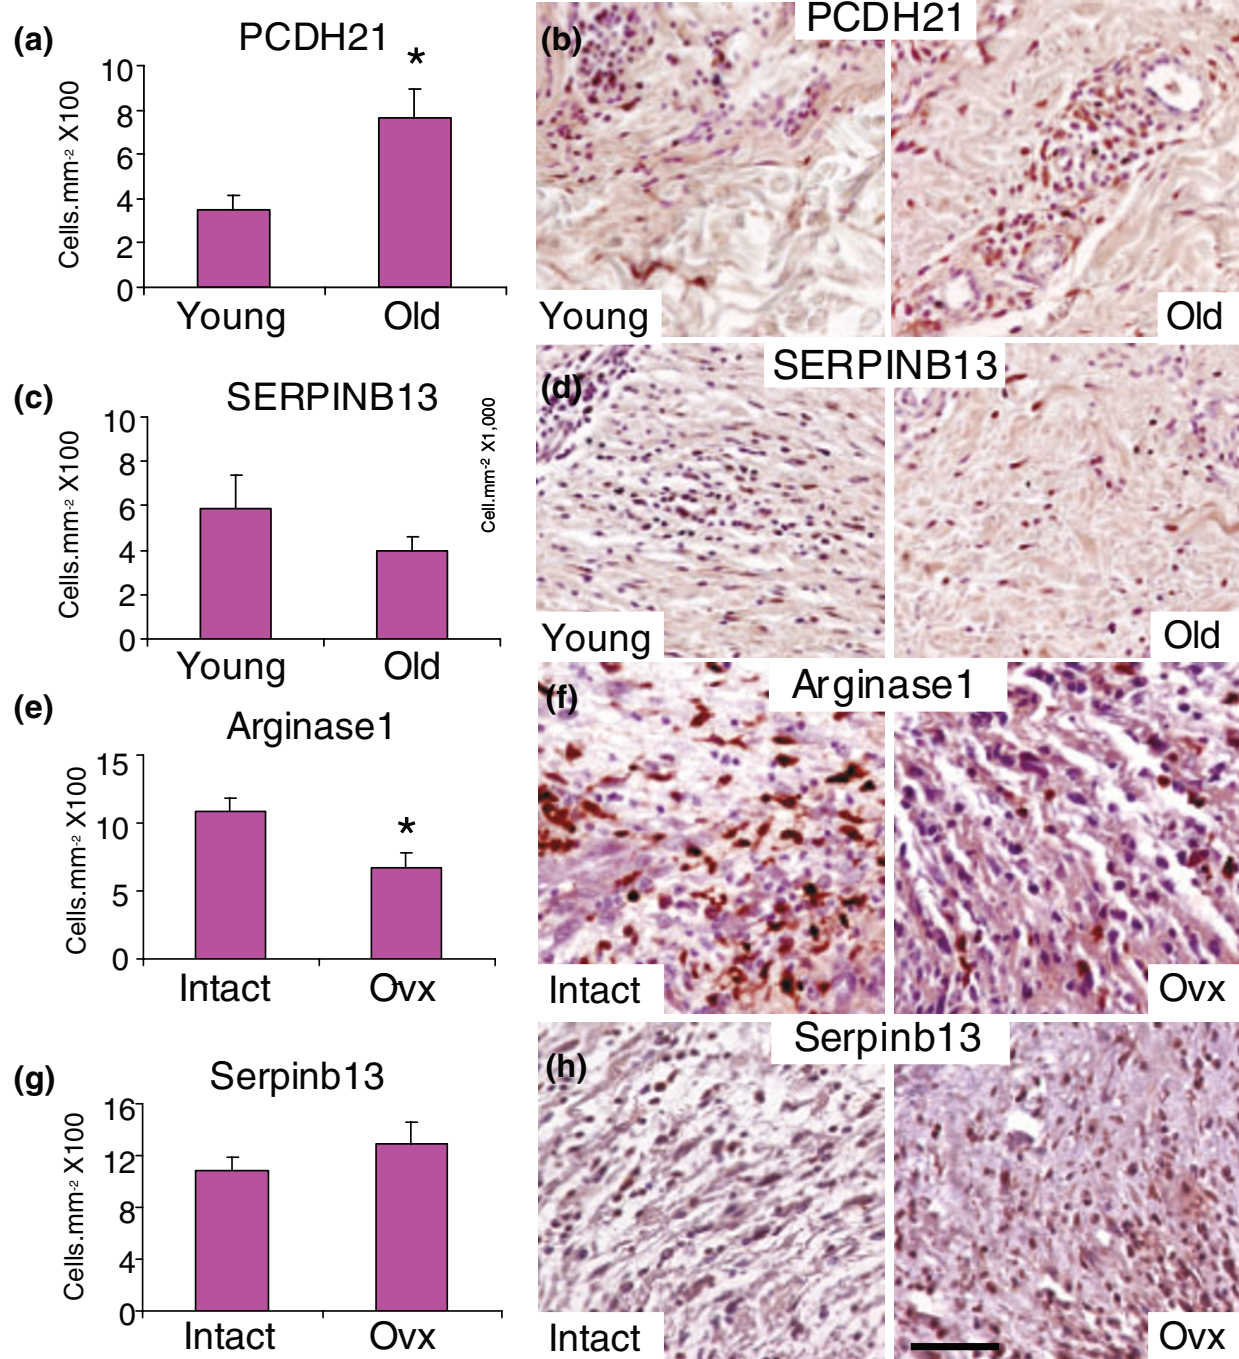 (a)
PCDH21
*
Cells.mm-2 X100
10
8
6
4
2
0
Young
Old
(b)
PCDH21
Young
Old
(c)
SERPINB13
Cells.mm-2 X100
10
8
6
4
2
0
Young
Old
Cell.mm-2 X1,000
(d)
SERPINB13
Young
Old
(e)
Arginase1
*
Cells.mm-2 X100
15
10
5
0
Intact
Ovx
(f)
Arginase1
Intact
Ovx
(g)
Serpinb13
Cells.mm-2 X100
16
12
8
4
0
Intact
Ovx
(h)
Serpinb13
Intact
Ovx